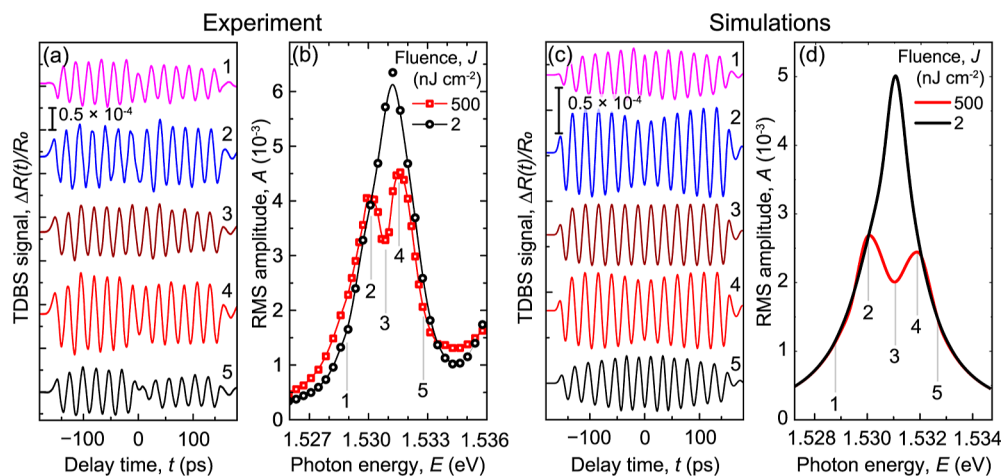 Experiment
Simulations
(a)
1
0.5 × 10-4
2
3
4
5
TDBS signal, ΔR(t)/R₀
−100 0 100
Delay time, t (ps)
(b)
Fluence, J
(nJ cm-2)
500
2
6
5
4
3
2
1
0
RMS amplitude, A (10-3)
2
4
3
1
5
1.527 1.530 1.533 1.536
Photon energy, E (eV)
(c)
1
0.5 × 10-4
2
3
4
5
TDBS signal, ΔR(t)/R₀
−100 0 100
Delay time, t (ps)
(d)
Fluence, J
(nJ cm-2)
500
2
5
4
3
2
1
0
RMS amplitude, A (10-3)
2
4
3
1
5
1.528 1.530 1.532 1.534
Photon energy, E (eV)